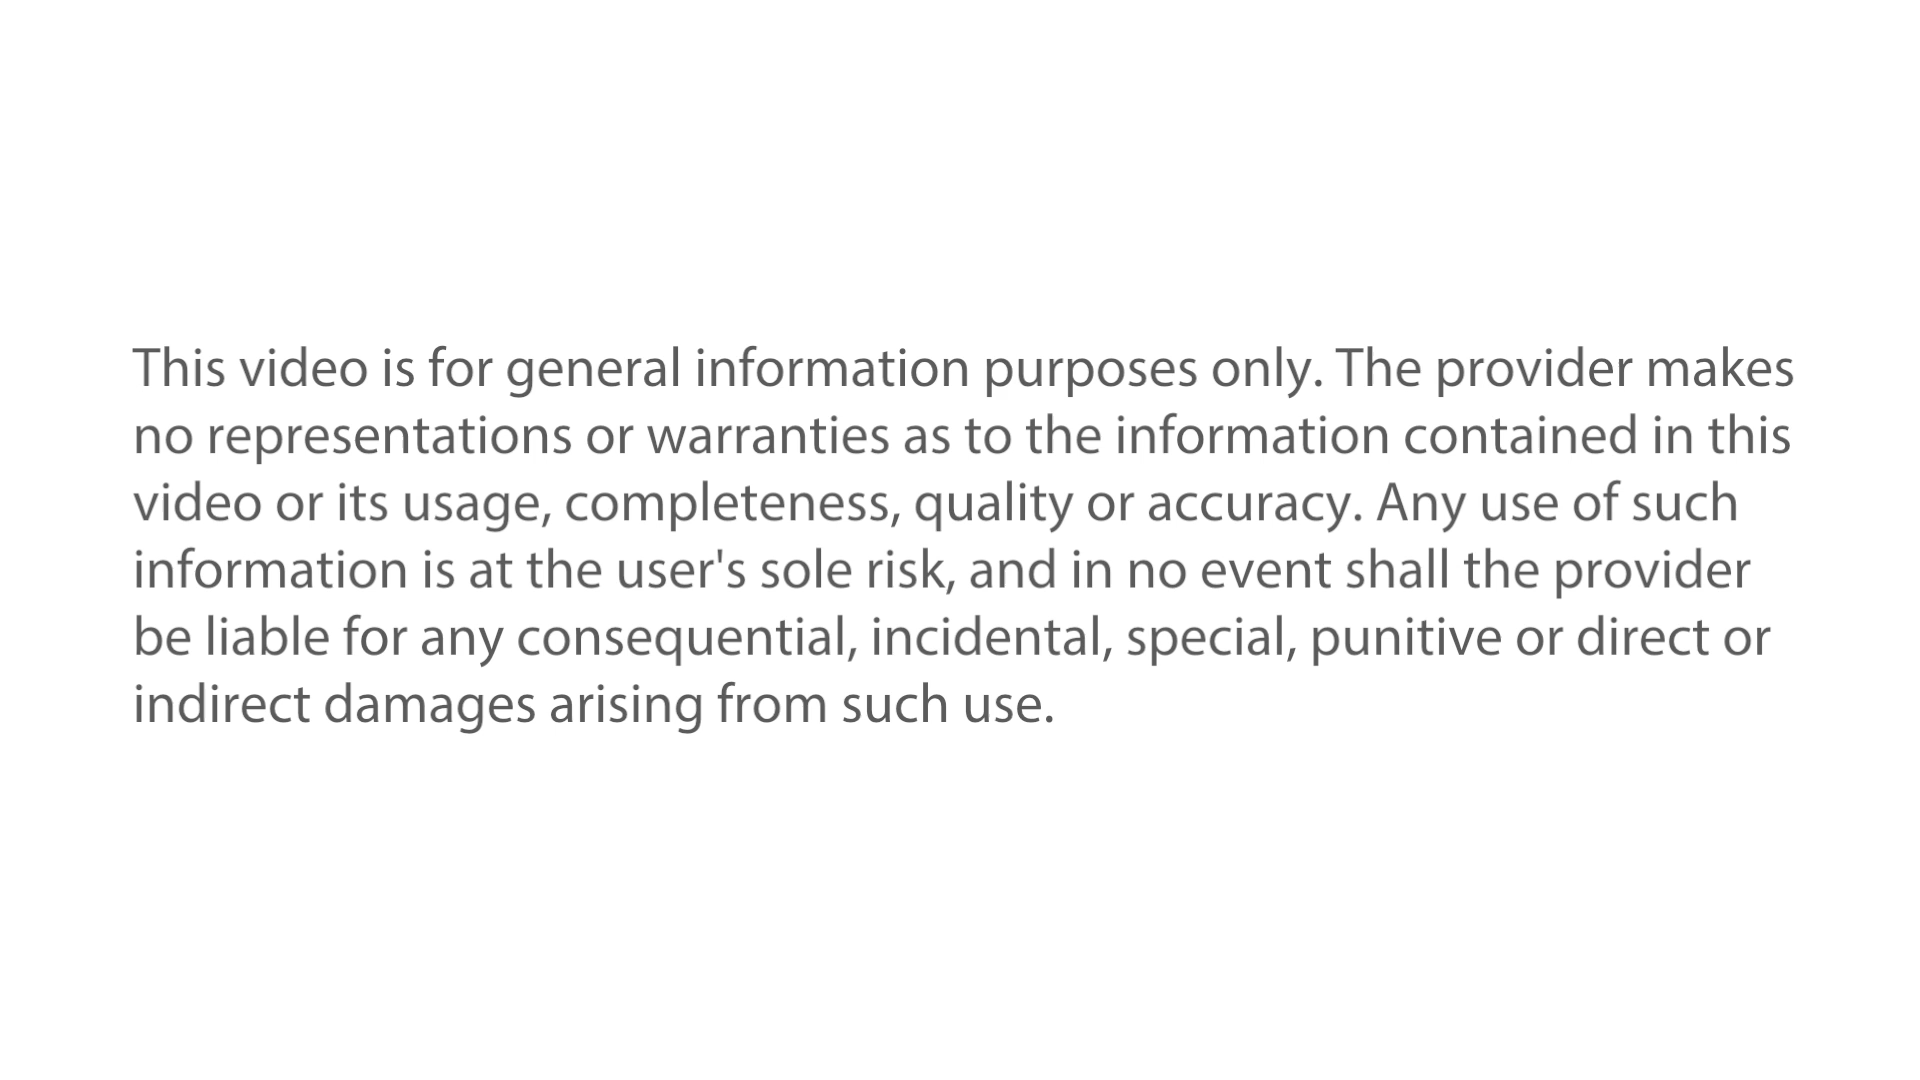 This video is for general information purposes only. The provider makes
no representations or warranties as to the information contained in this
video or its usage, completeness, quality or accuracy. Any use of such
information is at the user's sole risk, and in no event shall the provider
be liable for any consequential, incidental, special, punitive or direct or
indirect damages arising from such use.